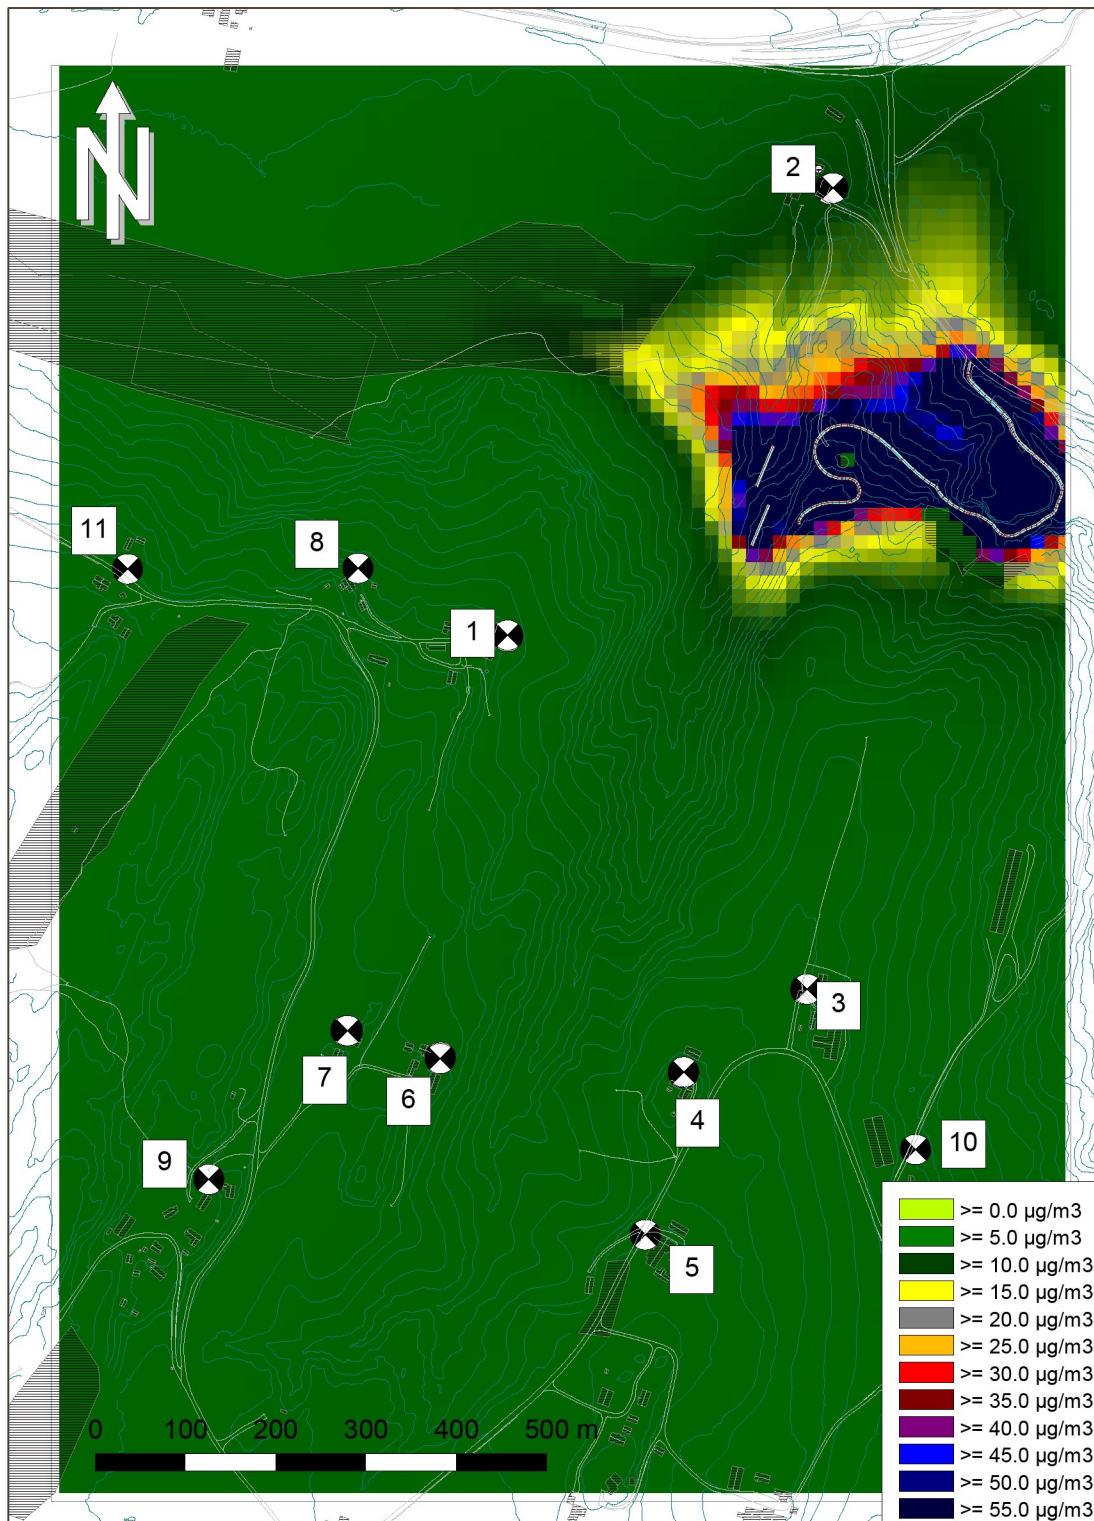 N
2
11
8
1
3
7
6
4
9
10
5
>= 0.0 µg/m3
>= 5.0 µg/m3
>= 10.0 µg/m3
>= 15.0 µg/m3
>= 20.0 µg/m3
>= 25.0 µg/m3
>= 30.0 µg/m3
>= 35.0 µg/m3
>= 40.0 µg/m3
>= 45.0 µg/m3
>= 50.0 µg/m3
>= 55.0 µg/m3
0 100 200 300 400 500 m